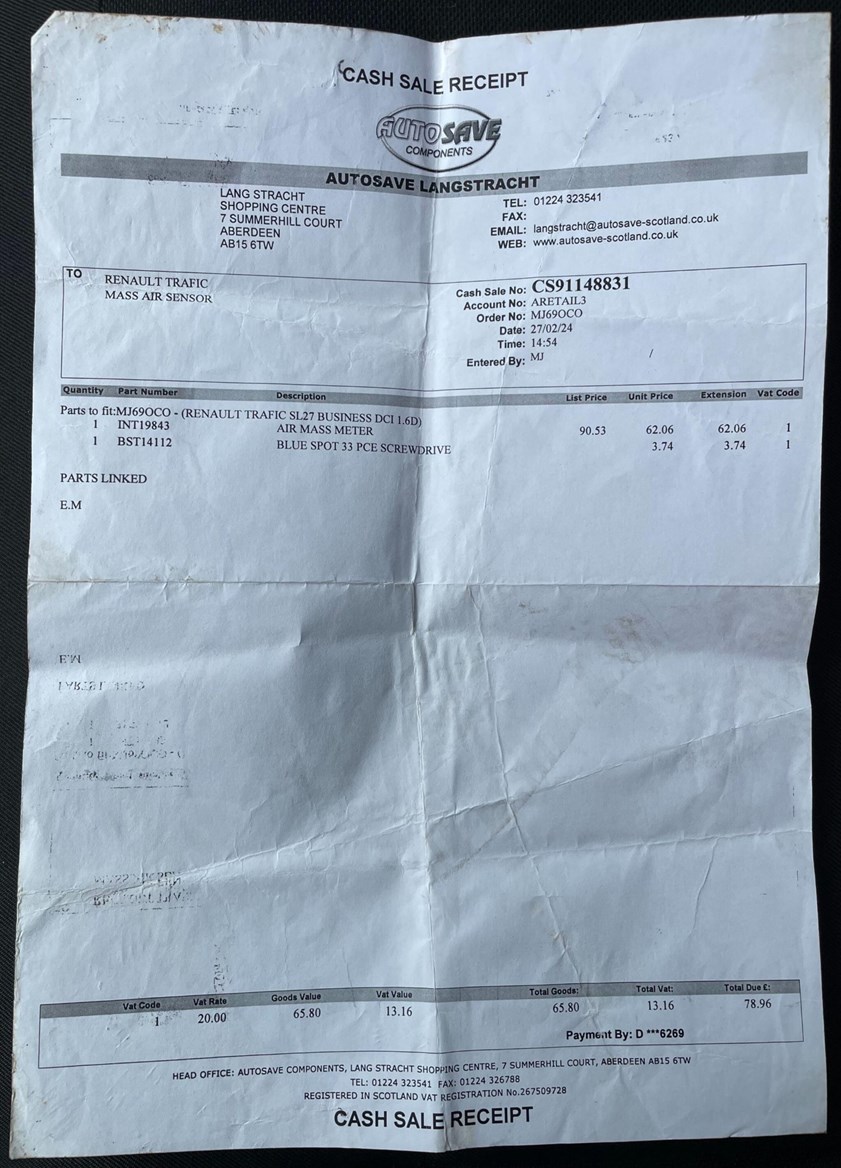 CASH SALE RECEIPT
AUTOSAVE
COMPONENTS
AUTOSAVE LANGSTRACHT
LANG STRACHT
SHOPPING CENTRE
7 SUMMERHILL COURT
ABERDEEN
AB15 6TW
TEL: 01224 323541
FAX:
EMAIL: langstracht@autosave-scotland.co.uk
WEB: www.autosave-scotland.co.uk
TO RENAULT TRAFIC
MASS AIR SENSOR
Cash Sale No: CS91148831
Account No: ARETAIL3
Order No: MJ69OCO
Date: 27/02/24
Time: 14:54
Entered By: MJ /
Quantity Part Number Description List Price Unit Price Extension Vat Code
Parts to fit:MJ69OCO - (RENAULT TRAFIC SL27 BUSINESS DCI 1.6D)
1 INT19843 AIR MASS METER 90.53 62.06 62.06 1
1 BST14112 BLUE SPOT 33 PCE SCREWDRIVE 3.74 3.74 1
PARTS LINKED
E.M
Vat Code Vat Rate Goods Value Vat Value Total Goods: Total Vat: Total Due £:
1 20.00 65.80 13.16 65.80 13.16 78.96
Payment By: D ***6269
HEAD OFFICE: AUTOSAVE COMPONENTS, LANG STRACHT SHOPPING CENTRE, 7 SUMMERHILL COURT, ABERDEEN AB15 6TW
TEL: 01224 323541 FAX: 01224 326788
REGISTERED IN SCOTLAND VAT REGISTRATION No.267509728
CASH SALE RECEIPT